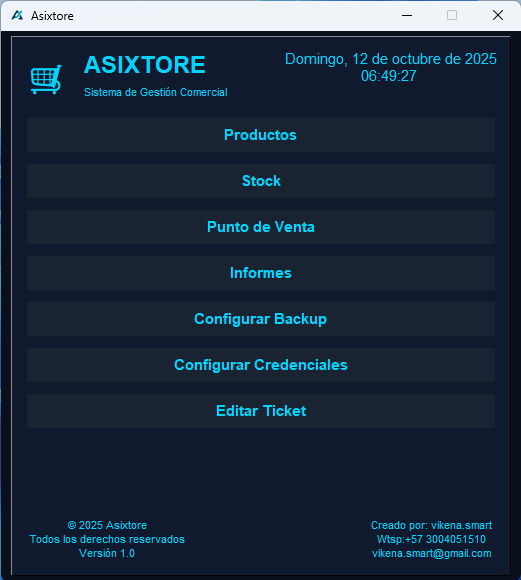 Asixtore
ASIXTORE
Sistema de Gestión Comercial
Domingo, 12 de octubre de 2025
06:49:27
Productos
Stock
Punto de Venta
Informes
Configurar Backup
Configurar Credenciales
Editar Ticket
© 2025 Asixtore
Todos los derechos reservados
Versión 1.0
Creado por: vikena.smart
Wtsp:+57 3004051510
vikena.smart@gmail.com